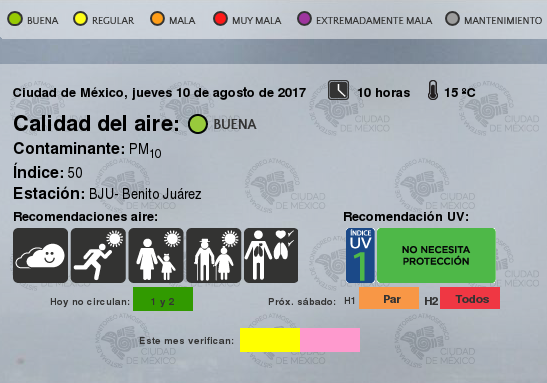 BUENA REGULAR MALA MUY MALA EXTREMADAMENTE MALA MANTENIMIENTO
Ciudad de México, jueves 10 de agosto de 2017 10 horas 15 ºC
Calidad del aire: BUENA
Contaminante: PM10
Índice: 50
Estación: BJU- Benito Juárez
Recomendaciones aire: Recomendación UV:
ÍNDICE
UV
1
NO NECESITA
PROTECCIÓN
Hoy no circulan: 1 y 2 Próx. sábado: H1 Par H2 Todos
Este mes verifican:
CIUDAD
DE MÉXICO